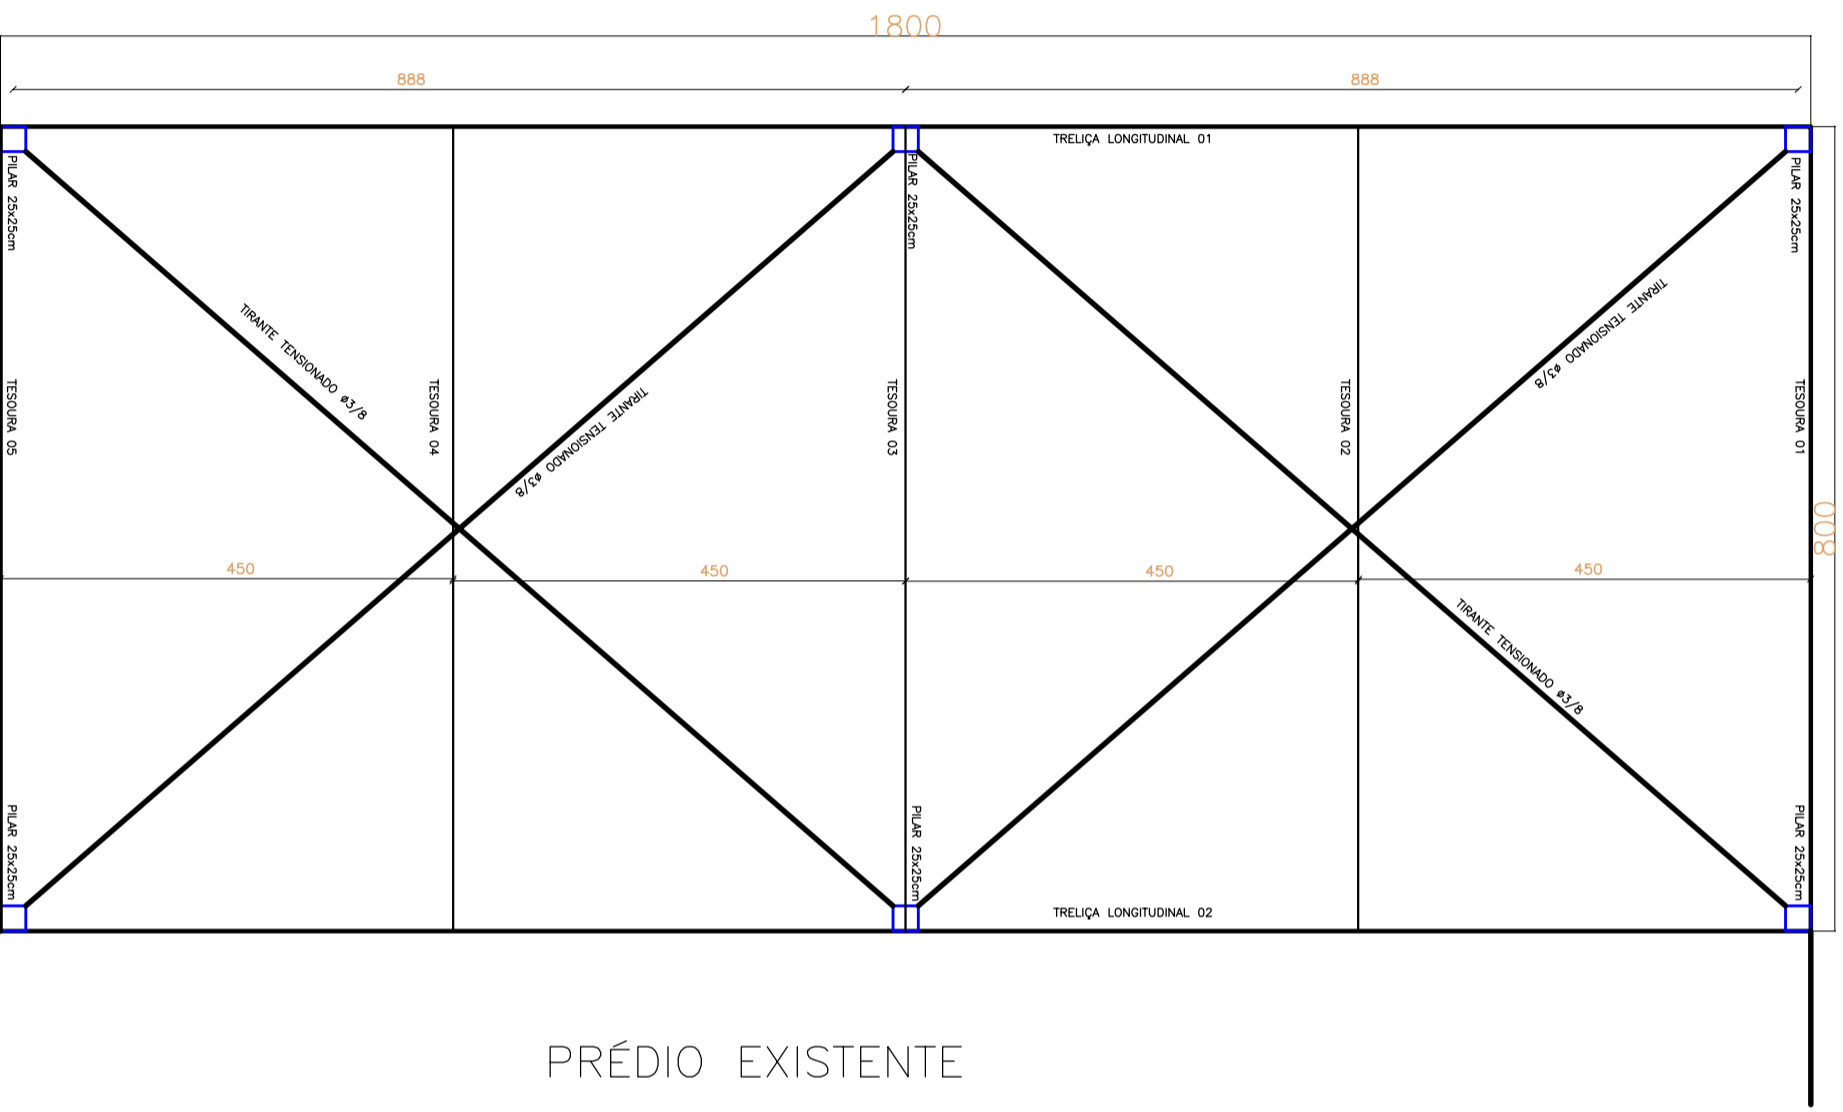 1800
888
888
TRELIÇA LONGITUDINAL 01
PILAR 25x25cm
PILAR 25x25cm
PILAR 25x25cm
TIRANTE TENSIONADO ø3/8
TIRANTE TENSIONADO ø3/8
TIRANTE TENSIONADO ø3/8
TESOURA 05
TESOURA 04
TESOURA 03
TESOURA 02
TESOURA 01
800
450
450
450
450
TIRANTE TENSIONADO ø3/8
PILAR 25x25cm
PILAR 25x25cm
PILAR 25x25cm
TRELIÇA LONGITUDINAL 02
PRÉDIO EXISTENTE